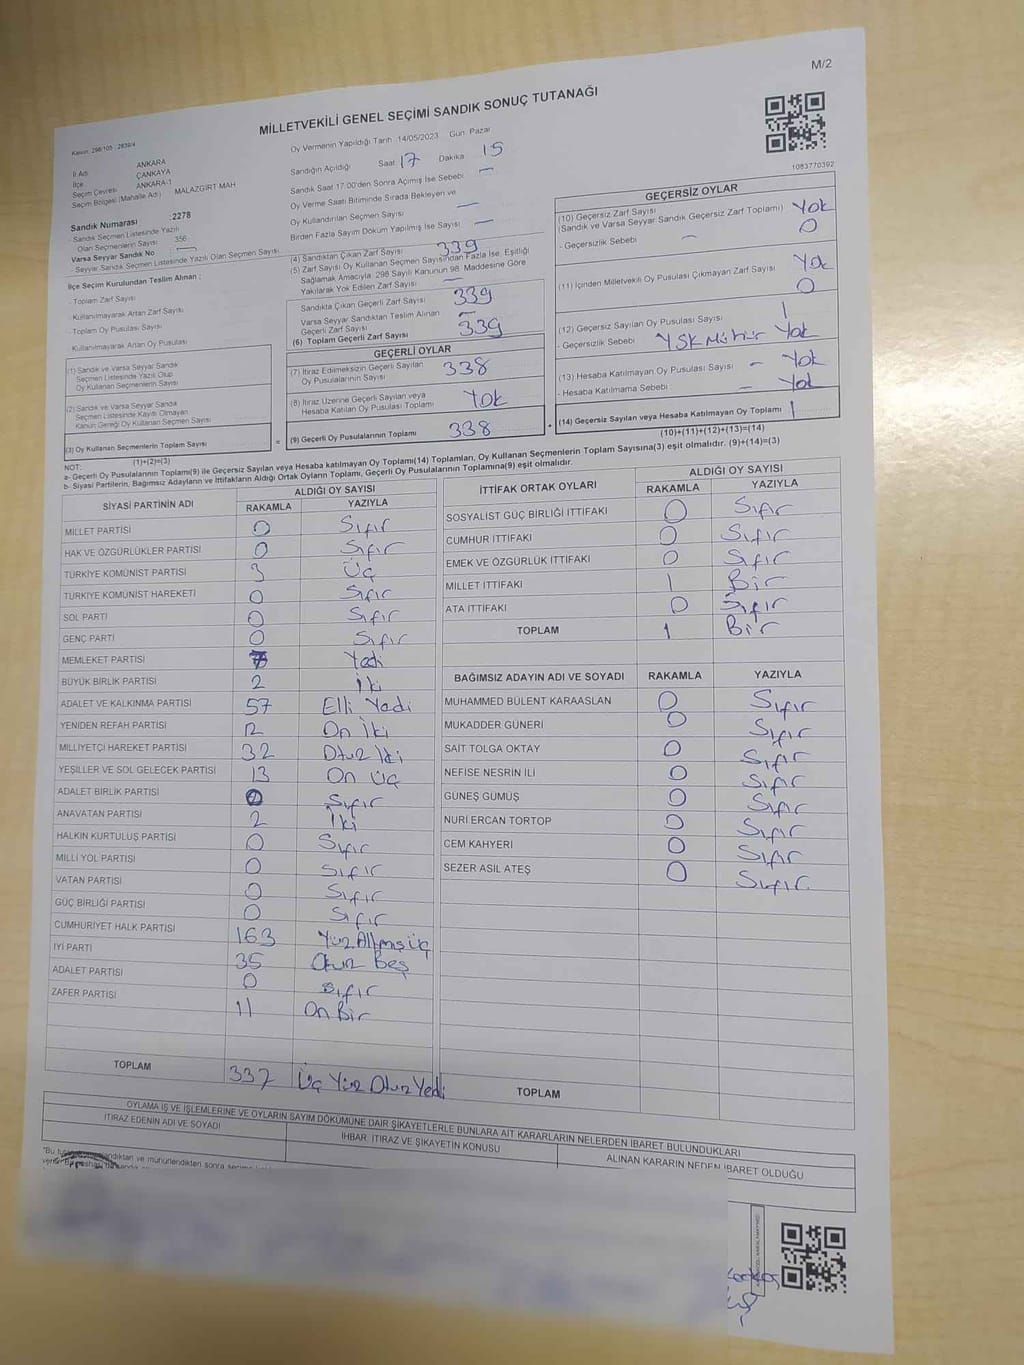 M/2
MİLLETVEKİLİ GENEL SEÇİMİ SANDIK SONUÇ TUTANAĞI
Kanun: 298/105 ; 2839/4
1083770392
İl Adı ANKARA
İlçe ÇANKAYA
Seçim Çevresi ANKARA-1
Seçim Bölgesi (Mahalle Adı) MALAZGİRT MAH
Sandık Numarası :2278
- Sandık Seçmen Listesinde Yazılı
Olan Seçmenlerin Sayısı 356
Varsa Seyyar Sandık No —
- Seyyar Sandık Seçmen Listesinde Yazılı Olan Seçmen Sayısı
İlçe Seçim Kurulundan Teslim Alınan :
- Toplam Zarf Sayısı
- Kullanılmayarak Artan Zarf Sayısı
- Toplam Oy Pusulası Sayısı
Kullanılmayarak Artan Oy Pusulası
(1) Sandık ve Varsa Seyyar Sandık
Seçmen Listesinde Yazılı Olup
Oy Kullanan Seçmenlerin Sayısı
(2) Sandık ve Varsa Seyyar Sandık
Seçmen Listesinde Kaydı Olmayan
Kanun Gereği Oy Kullanan Seçmen Sayısı
(3) Oy Kullanan Seçmenlerin Toplam Sayısı
(1)+(2)=(3)
Oy Vermenin Yapıldığı Tarih 14/05/2023 Gün Pazar
Sandığın Açıldığı Saat 17 Dakika 15
Sandık Saat 17:00'den Sonra Açımış İse Sebebi —
Oy Verme Saati Bitiminde Sırada Bekleyen ve
Oy Kullandırılan Seçmen Sayısı —
Birden Fazla Sayım Döküm Yapılmış İse Sayısı —
(4) Sandıktan Çıkan Zarf Sayısı 339
(5) Zarf Sayısı Oy Kullanan Seçmen Sayısından Fazla İse, Eşitliği
Sağlamak Amacıyla, 298 Sayılı Kanunun 98. Maddesine Göre
Yakılarak Yok Edilen Zarf Sayısı —
Sandıkta Çıkan Geçerli Zarf Sayısı 339
Varsa Seyyar Sandıktan Teslim Alınan
Geçerli Zarf Sayısı —
(6) Toplam Geçerli Zarf Sayısı 339
GEÇERLİ OYLAR
(7) İtiraz Edilmeksizin Geçerli Sayılan
Oy Pusulalarının Sayısı 338
(8) İtiraz Üzerine Geçerli Sayılan veya
Hesaba Katılan Oy Pusulası Toplamı Yok
= (9) Geçerli Oy Pusulalarının Toplamı 338 +
GEÇERSİZ OYLAR
(10) Geçersiz Zarf Sayısı Yok
(Sandık ve Varsa Seyyar Sandık Geçersiz Zarf Toplamı) 0
- Geçersizlik Sebebi —
(11) İçinden Milletvekili Oy Pusulası Çıkmayan Zarf Sayısı Yok
0
(12) Geçersiz Sayılan Oy Pusulası Sayısı 1
- Geçersizlik Sebebi YSK Mühür Yok
(13) Hesaba Katılmayan Oy Pusulası Sayısı — Yok
- Hesaba Katılmama Sebebi — Yok
(14) Geçersiz Sayılan veya Hesaba Katılmayan Oy Toplamı 1
(10)+(11)+(12)+(13)=(14)
NOT:
a- Geçerli Oy Pusulalarının Toplamı(9) ile Geçersiz Sayılan veya Hesaba katılmayan Oy Toplamı(14) Toplamları, Oy Kullanan Seçmenlerin Toplam Sayısına(3) eşit olmalıdır. (9)+(14)=(3)
b- Siyasi Partilerin, Bağımsız Adayların ve İttifakların Aldığı Ortak Oyların Toplamı, Geçerli Oy Pusulalarının Toplamına(9) eşit olmalıdır.
SİYASİ PARTİNİN ADI ALDIĞI OY SAYISI
RAKAMLA YAZIYLA
MİLLET PARTİSİ 0 Sıfır
HAK VE ÖZGÜRLÜKLER PARTİSİ 0 Sıfır
TÜRKİYE KOMÜNİST PARTİSİ 3 Üç
TÜRKİYE KOMÜNİST HAREKETİ 0 Sıfır
SOL PARTİ 0 Sıfır
GENÇ PARTİ 0 Sıfır
MEMLEKET PARTİSİ 7 Yedi
BÜYÜK BİRLİK PARTİSİ 2 İki
ADALET VE KALKINMA PARTİSİ 57 Elli Yedi
YENİDEN REFAH PARTİSİ 12 On İki
MİLLİYETÇİ HAREKET PARTİSİ 32 Otuz İki
YEŞİLLER VE SOL GELECEK PARTİSİ 13 On Üç
ADALET BİRLİK PARTİSİ 0 Sıfır
ANAVATAN PARTİSİ 2 İki
HALKIN KURTULUŞ PARTİSİ 0 Sıfır
MİLLİ YOL PARTİSİ 0 Sıfır
VATAN PARTİSİ 0 Sıfır
GÜÇ BİRLİĞİ PARTİSİ 0 Sıfır
CUMHURİYET HALK PARTİSİ 163 Yüz Altmış üç
İYİ PARTİ 35 Otuz Beş
ADALET PARTİSİ 0 Sıfır
ZAFER PARTİSİ 11 On Bir
TOPLAM 337 Üç Yüz Otuz Yedi
İTTİFAK ORTAK OYLARI ALDIĞI OY SAYISI
RAKAMLA YAZIYLA
SOSYALİST GÜÇ BİRLİĞİ İTTİFAKI 0 Sıfır
CUMHUR İTTİFAKI 0 Sıfır
EMEK VE ÖZGÜRLÜK İTTİFAKI 0 Sıfır
MİLLET İTTİFAKI 1 Bir
ATA İTTİFAKI 0 Sıfır
TOPLAM 1 Bir
BAĞIMSIZ ADAYIN ADI VE SOYADI RAKAMLA YAZIYLA
MUHAMMED BÜLENT KARAASLAN 0 Sıfır
MUKADDER GÜNERİ 0 Sıfır
SAİT TOLGA OKTAY 0 Sıfır
NEFİSE NESRİN İLİ 0 Sıfır
GÜNEŞ GÜMÜŞ 0 Sıfır
NURİ ERCAN TORTOP 0 Sıfır
CEM KAHYERİ 0 Sıfır
SEZER ASIL ATEŞ 0 Sıfır
TOPLAM
OYLAMA İŞ VE İŞLEMLERİNE VE OYLARIN SAYIM DÖKÜMÜNE DAİR ŞİKAYETLERLE BUNLARA AİT KARARLARIN NELERDEN İBARET BULUNDUKLARI
İTİRAZ EDENİN ADI VE SOYADI İHBAR, İTİRAZ VE ŞİKAYETİN KONUSU ALINAN KARARIN NEDEN İBARET OLDUĞU